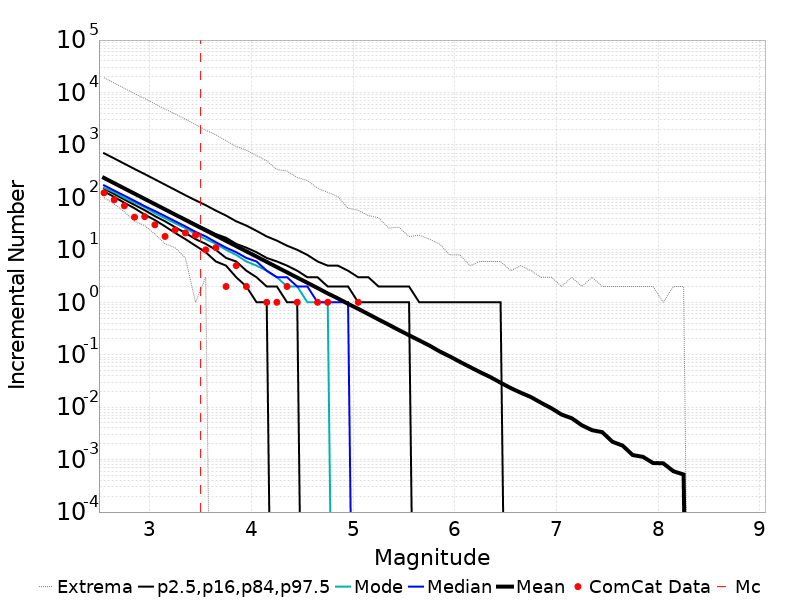 10^5
10^4
10^3
10^2
10^1
10^0
10^-1
10^-2
10^-3
10^-4
Incremental Number
3 4 5 6 7 8 9
Magnitude
Extrema p2.5,p16,p84,p97.5 Mode Median Mean ComCat Data Mc